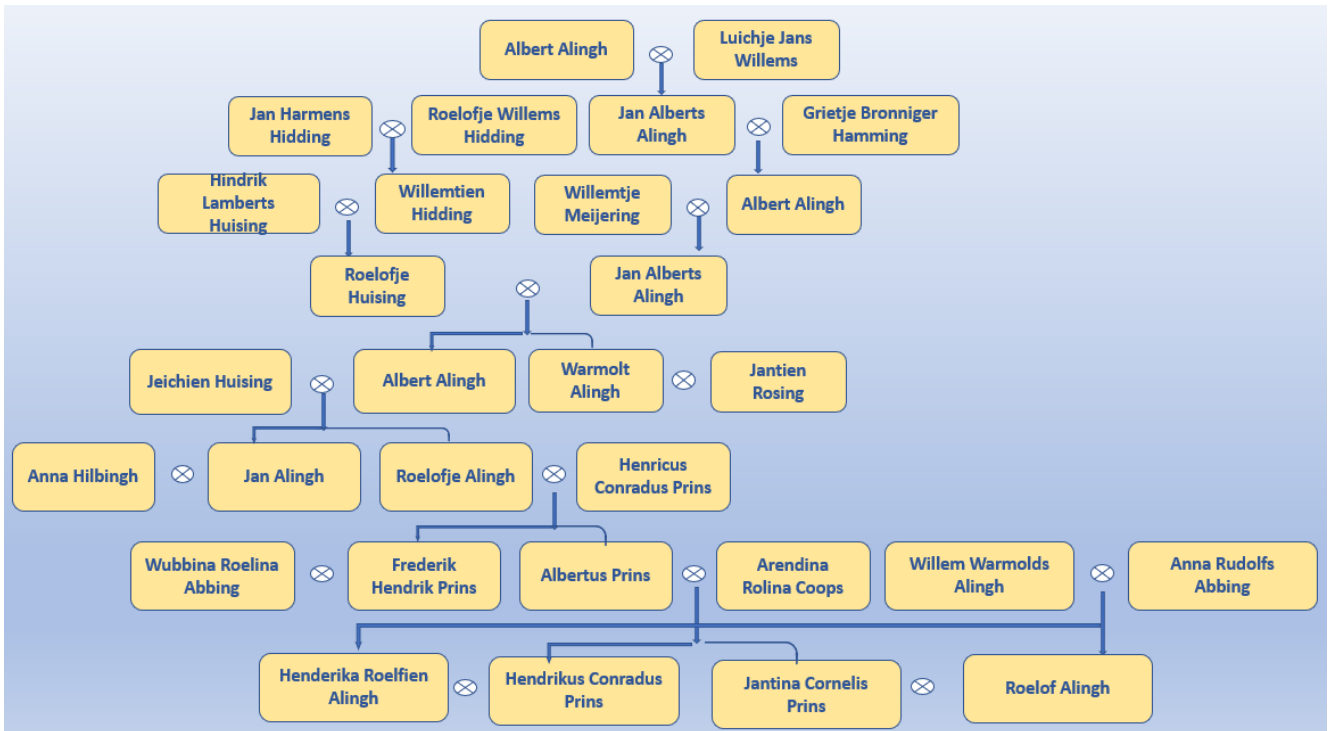 Albert Alingh
Luichje Jans
Willems
Jan Harmens
Hidding
Roelofje Willems
Hidding
Jan Alberts
Alingh
Grietje Bronniger
Hamming
Hindrik
Lamberts
Huising
Willemtien
Hidding
Willemtje
Meijering
Albert Alingh
Roelofje
Huising
Jan Alberts
Alingh
Jeichien Huising
Albert Alingh
Warmolt
Alingh
Jantien
Rosing
Anna Hilbingh
Jan Alingh
Roelofje Alingh
Henricus
Conradus Prins
Wubbina Roelina
Abbing
Frederik
Hendrik Prins
Albertus Prins
Arendina
Rolina Coops
Willem Warmolds
Alingh
Anna Rudolfs
Abbing
Henderika Roelfien
Alingh
Hendrikus Conradus
Prins
Jantina Cornelis
Prins
Roelof Alingh